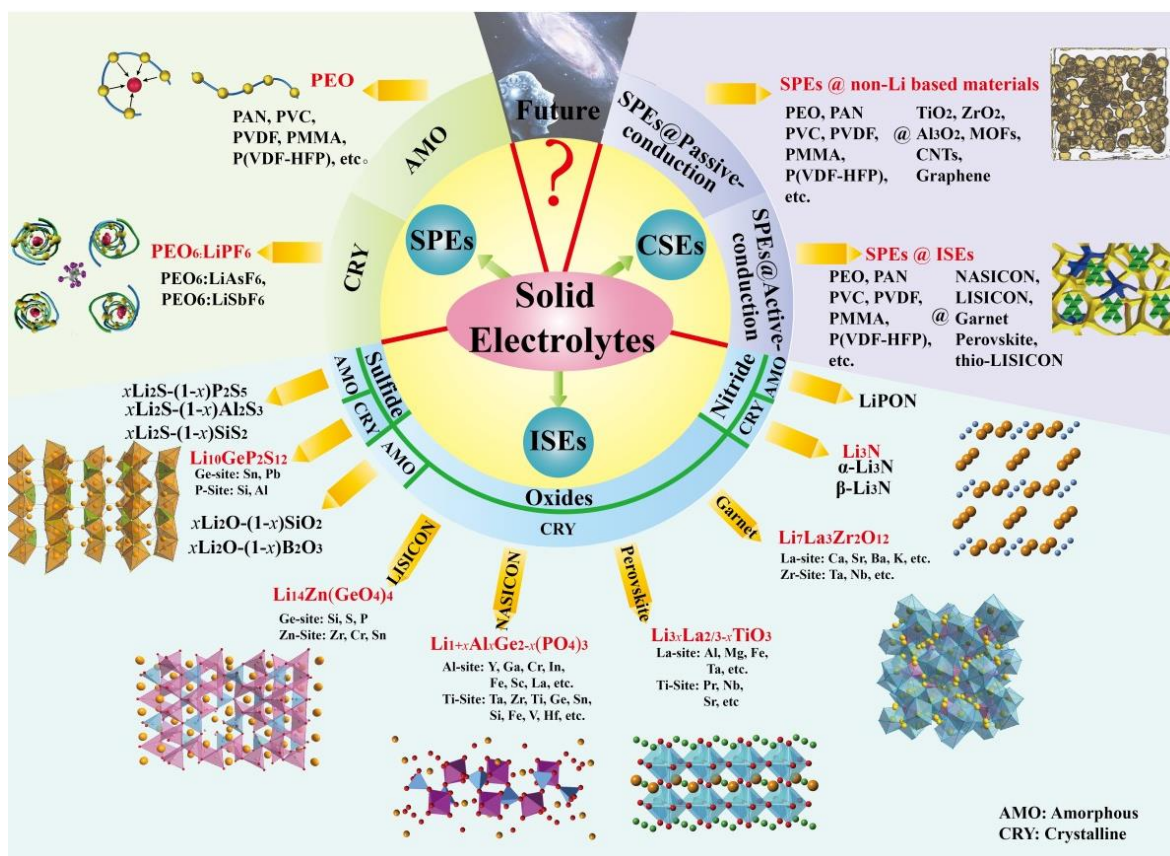 PEO
PAN, PVC,
PVDF, PMMA,
P(VDF-HFP), etc。
PEO6:LiPF6
PEO6:LiAsF6,
PEO6:LiSbF6
AMO
CRY
Future
?
SPEs@Passive-
conduction
SPEs@Active-
conduction
SPEs
CSEs
Solid
Electrolytes
ISEs
SPEs @ non-Li based materials
PEO, PAN
PVC, PVDF,
PMMA,
P(VDF-HFP),
etc.
@
TiO2, ZrO2,
Al3O2, MOFs,
CNTs,
Graphene
SPEs @ ISEs
PEO, PAN
PVC, PVDF,
PMMA,
P(VDF-HFP),
etc.
@
NASICON,
LISICON,
Garnet
Perovskite,
thio-LISICON
Sulfide
AMO
CRY
AMO
Oxides
CRY
Nitride
AMO
CRY
xLi2S-(1-x)P2S5
xLi2S-(1-x)Al2S3
xLi2S-(1-x)SiS2
Li10GeP2S12
Ge-site: Sn, Pb
P-Site: Si, Al
xLi2O-(1-x)SiO2
xLi2O-(1-x)B2O3
LiPON
Li3N
α-Li3N
β-Li3N
LISICON
Li14Zn(GeO4)4
Ge-site: Si, S, P
Zn-Site: Zr, Cr, Sn
NASICON
Li1+xAlxGe2-x(PO4)3
Al-site: Y, Ga, Cr, In,
Fe, Sc, La, etc.
Ti-Site: Ta, Zr, Ti, Ge, Sn,
Si, Fe, V, Hf, etc.
Perovskite
Li3xLa2/3-xTiO3
La-site: Al, Mg, Fe,
Ta, etc.
Ti-Site: Pr, Nb,
Sr, etc
Garnet
Li7La3Zr2O12
La-site: Ca, Sr, Ba, K, etc.
Zr-Site: Ta, Nb, etc.
AMO: Amorphous
CRY: Crystalline